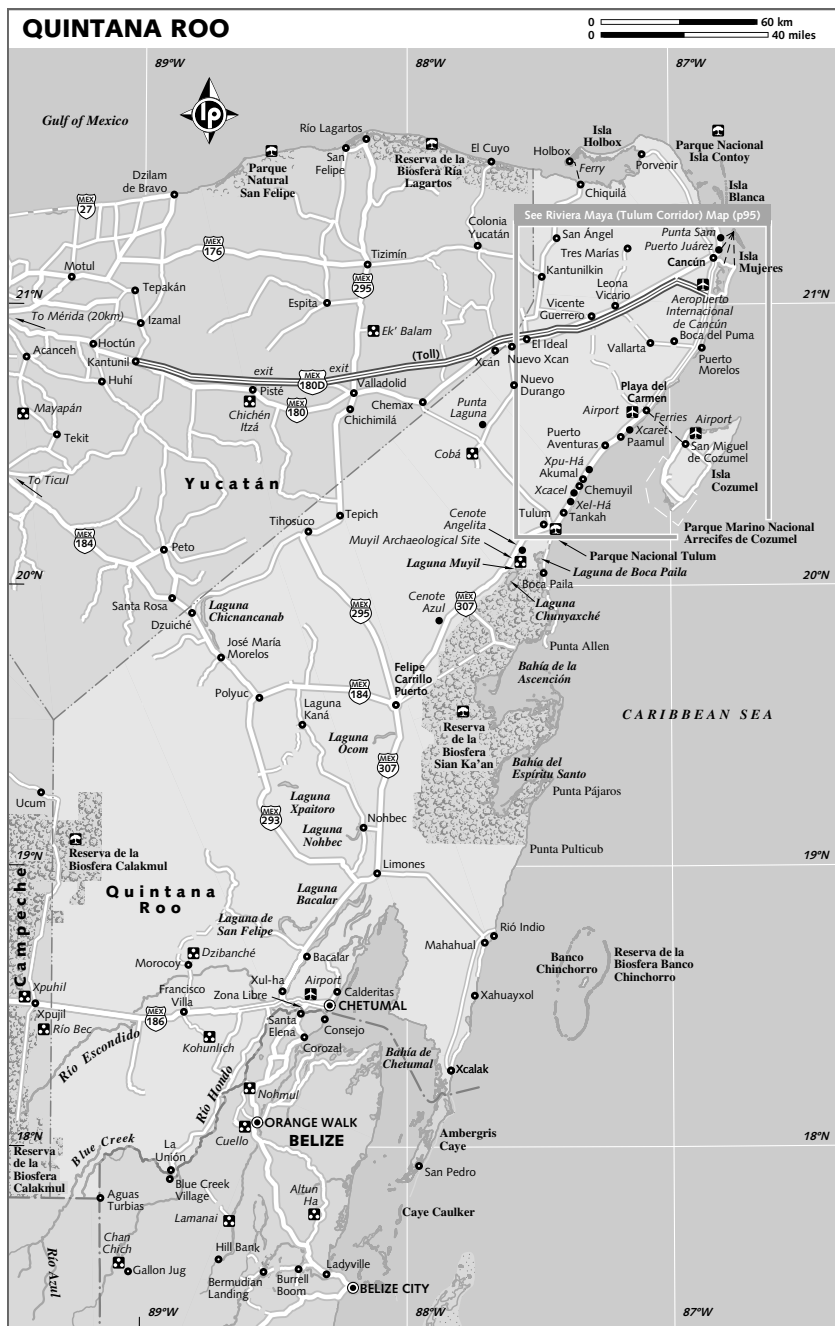 QUINTANA ROO
0 60 km
0 40 miles
89°W
88°W
87°W
lp
Gulf of Mexico
Río Lagartos
San
Felipe
Parque
Natural
San Felipe
Reserva de la
Biosfera Ría
Lagartos
El Cuyo
Holbox
Isla
Holbox
Ferry
Chiquilá
Porvenir
Parque Nacional
Isla Contoy
Isla
Blanca
Dzilam
de Bravo
MEX
27
See Riviera Maya (Tulum Corridor) Map (p95)
Colonia
Yucatán
San Ángel
Tres Marías
Punta Sam
Puerto Juárez
Cancún
Isla
Mujeres
MEX
176
Motul
Tizimín
MEX
295
Kantunilkin
Tepakán
Espita
Leona
Vicario
Vicente
Guerrero
Aeropuerto
Internacional
de Cancún
21°N
21°N
To Mérida (20km)
Izamal
Ek' Balam
Hoctún
Acanceh
Kantunil
(Toll)
El Ideal
Nuevo Xcan
Xcan
Vallarta
Boca del Puma
Puerto
Morelos
exit
exit
MEX
180D
Huhí
Pisté
Valladolid
Nuevo
Durango
Mayapán
Chichén
Itzá
MEX
180
Chemax
Chichimilá
Punta
Laguna
Playa del
Carmen
Airport
Ferries
Airport
Tekit
Xcaret
Paamul
San Miguel
de Cozumel
Puerto
Aventuras
Cobá
Xpu-Há
Akumal
Isla
Cozumel
To Ticul
Yucatán
Xcacel
Chemuyil
Xel-Há
Tankah
Tulum
Tepich
Tihosuco
Cenote
Angelita
Muyil Archaeological Site
Laguna Muyil
Parque Marino Nacional
Arrecifes de Cozumel
Parque Nacional Tulum
Laguna de Boca Paila
MEX
184
Peto
20°N
20°N
Boca Paila
Santa Rosa
Dzuiché
Laguna
Chicnancanab
MEX
295
Cenote
Azul
MEX
307
Laguna
Chunyaxché
José María
Morelos
Punta Allen
Felipe
Carrillo
Puerto
Bahía de la
Ascención
Polyuc
MEX
184
Laguna
Kaná
CARIBBEAN SEA
Laguna
Ocom
Reserva
de la
Biosfera
Sian Ka'an
MEX
307
Bahía del
Espíritu Santo
Ucum
Laguna
Xpaitoro
Punta Pájaros
MEX
293
Nohbec
Laguna
Nohbec
Punta Pulticub
19°N
19°N
Reserva de la
Biosfera Calakmul
Limones
Campeche
Quintana
Roo
Laguna
Bacalar
Laguna de
San Felipe
Rió Indio
Mahahual
Banco
Chinchorro
Reserva de la
Biosfera Banco
Chinchorro
Dzibanché
Bacalar
Morocoy
Xul-ha
Airport
Calderitas
Xpuhil
Francisco
Villa
Zona Libre
CHETUMAL
Xahuayxol
Xpujil
Río Bec
MEX
186
Santa
Elena
Consejo
Corozal
Kohunlich
Río Escondido
Bahía de
Chetumal
Río Hondo
Xcalak
Nohmul
ORANGE WALK
BELIZE
Cuello
18°N
18°N
Blue Creek
Ambergris
Caye
Reserva
de la
Biosfera
Calakmul
La
Unión
San Pedro
Blue Creek
Village
Aguas
Turbias
Altun
Ha
Lamanai
Caye Caulker
Chan
Chich
Río Azul
Gallon Jug
Hill Bank
Bermudian
Landing
Burrell
Boom
Ladyville
BELIZE CITY
89°W
88°W
87°W